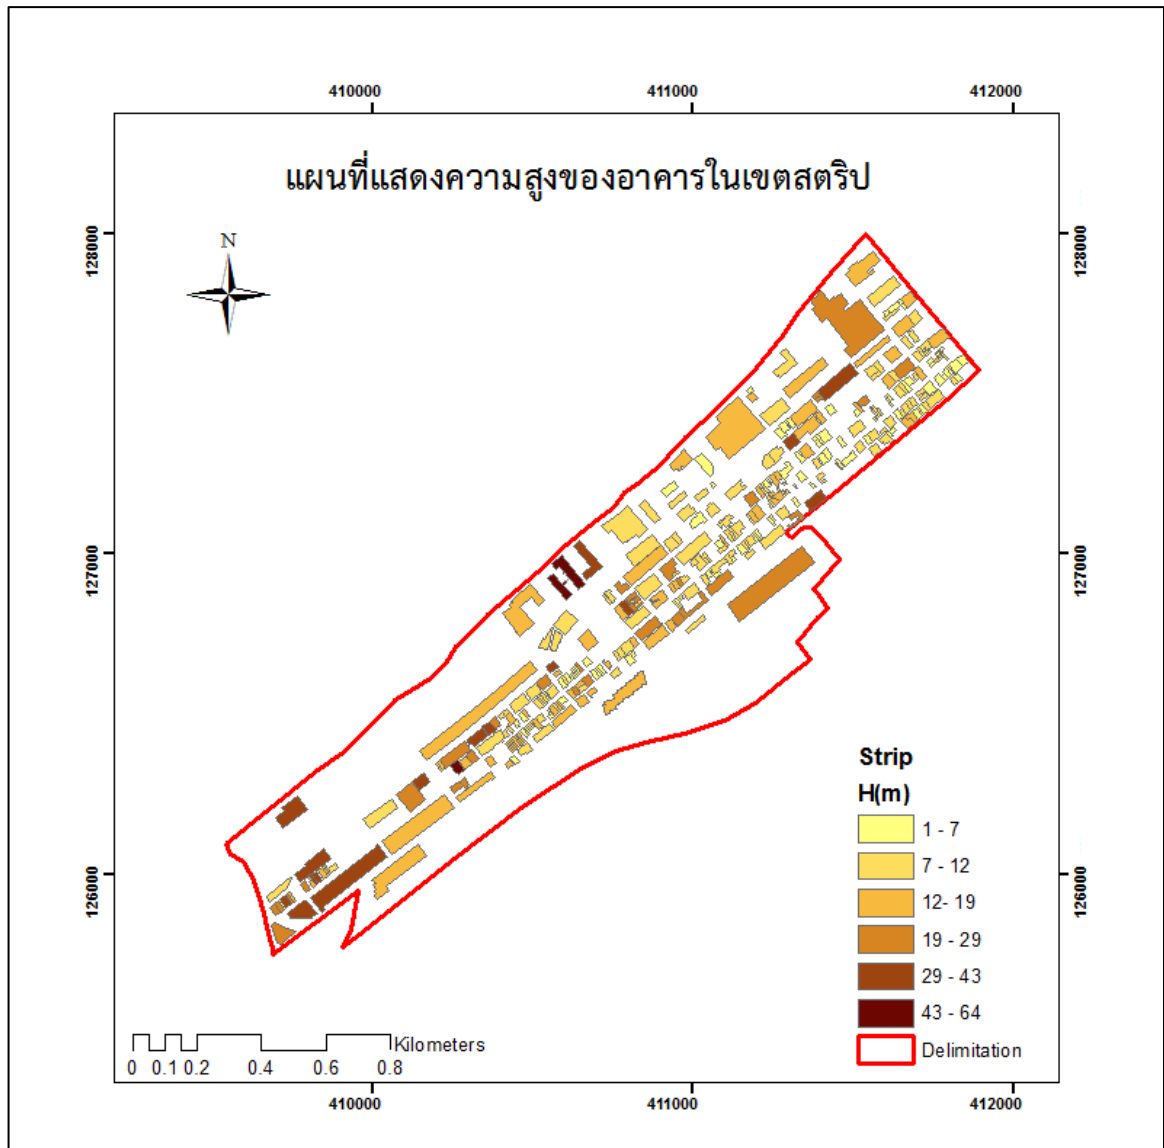 410000 411000 412000
แผนที่แสดงความสูงของอาคารในเขตสตริป
N
128000 128000
127000 127000
126000 126000
Strip
H(m)
1 - 7
7 - 12
12- 19
19 - 29
29 - 43
43 - 64
Delimitation
Kilometers
0 0.1 0.2 0.4 0.6 0.8
410000 411000 412000